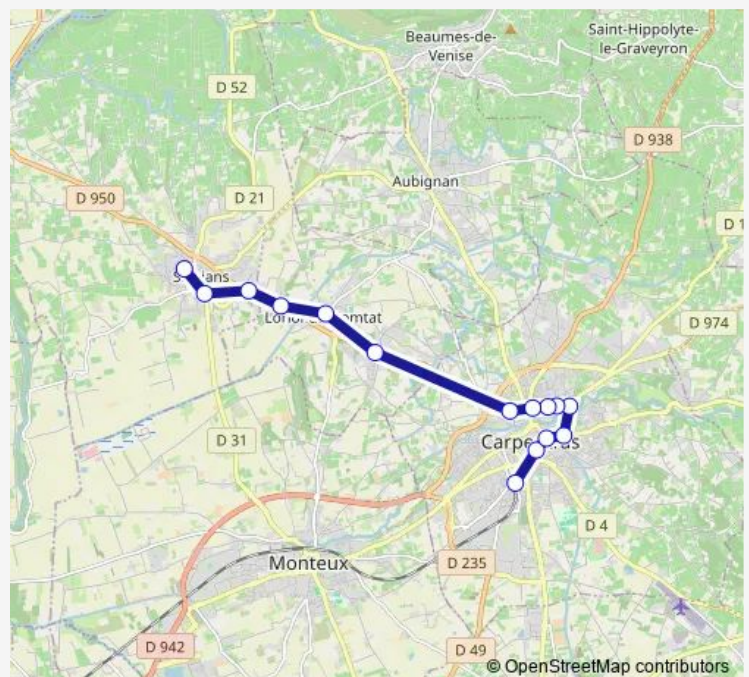 Beaumes-de-
Venise
Saint-Hippolyte-
le-Graveyron
D 52
D 938
Aubignan
D 950
D 21
D 1
D 974
D 31
D 4
Monteux
D 235
D 942
D 49
© OpenStreetMap contributors